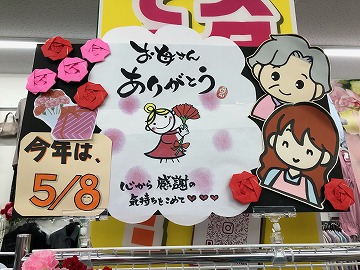 お母さん
ありがとう
今年は、
5/8
心から感謝の
気持ちをこめて♥♥♥